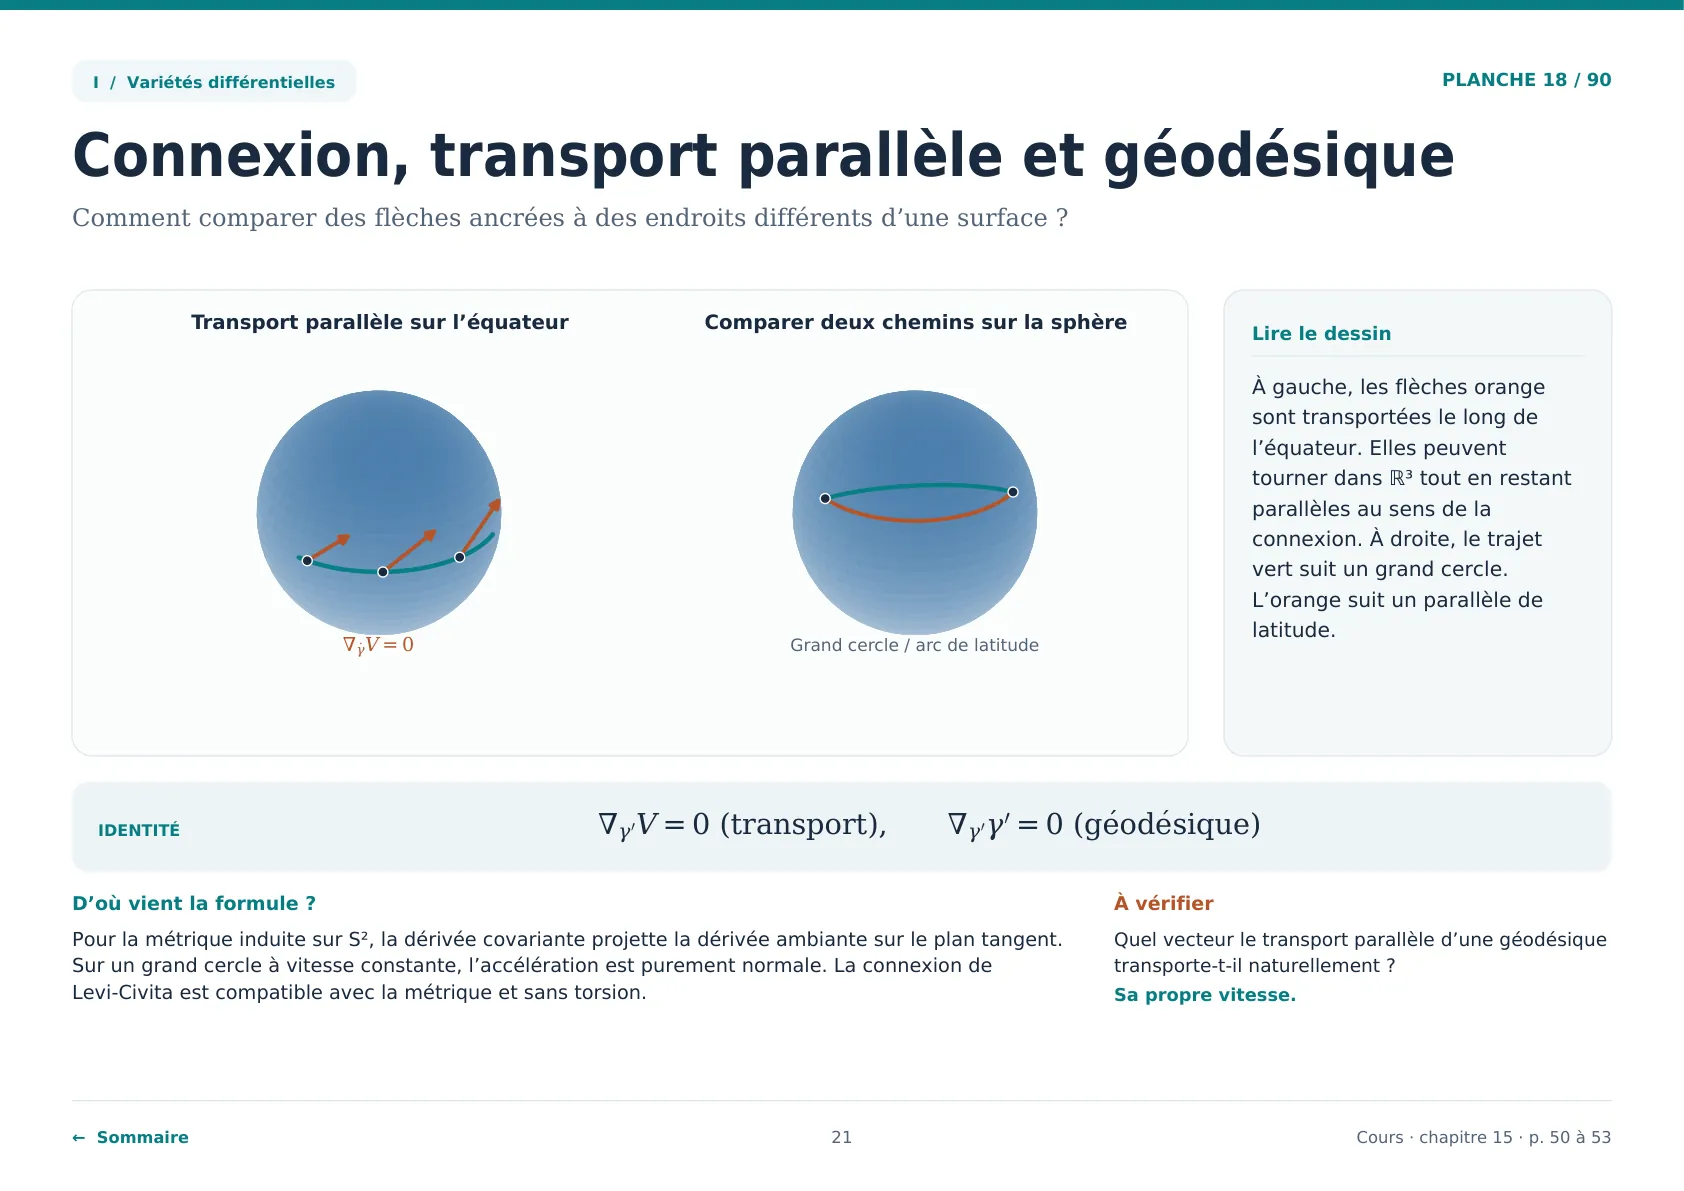 I / Variétés différentielles
PLANCHE 18 / 90
Connexion, transport parallèle et géodésique
Comment comparer des flèches ancrées à des endroits différents d’une surface ?
Transport parallèle sur l’équateur
Comparer deux chemins sur la sphère
∇_γ̇ V = 0
Grand cercle / arc de latitude
Lire le dessin
À gauche, les flèches orange
sont transportées le long de
l’équateur. Elles peuvent
tourner dans ℝ³ tout en restant
parallèles au sens de la
connexion. À droite, le trajet
vert suit un grand cercle.
L’orange suit un parallèle de
latitude.
IDENTITÉ
∇_γ′ V = 0 (transport), ∇_γ′ γ′ = 0 (géodésique)
D’où vient la formule ?
Pour la métrique induite sur S², la dérivée covariante projette la dérivée ambiante sur le plan tangent.
Sur un grand cercle à vitesse constante, l’accélération est purement normale. La connexion de
Levi-Civita est compatible avec la métrique et sans torsion.
À vérifier
Quel vecteur le transport parallèle d’une géodésique
transporte-t-il naturellement ?
Sa propre vitesse.
← Sommaire
21
Cours · chapitre 15 · p. 50 à 53